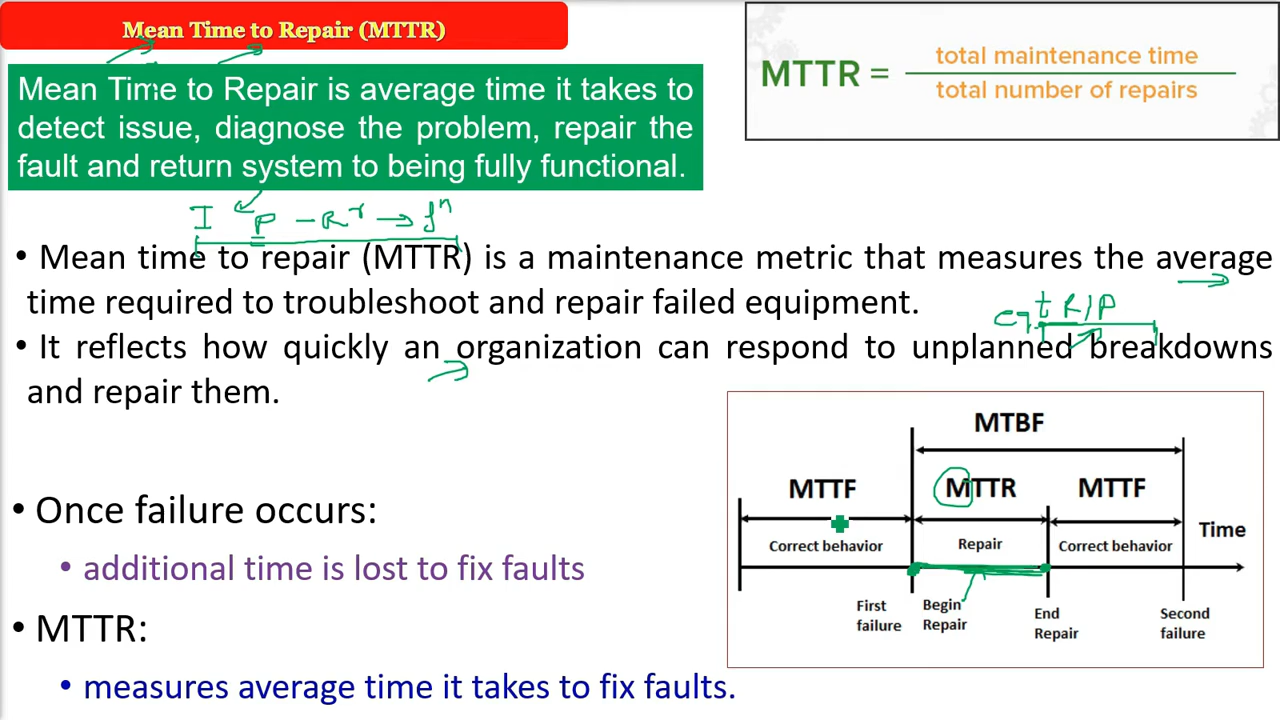 Mean Time to Repair (MTTR)
MTTR = total maintenance time
total number of repairs
Mean Time to Repair is average time it takes to
detect issue, diagnose the problem, repair the
fault and return system to being fully functional.
I P – R^r → f^n
• Mean time to repair (MTTR) is a maintenance metric that measures the average
time required to troubleshoot and repair failed equipment.
t R/P
• It reflects how quickly an organization can respond to unplanned breakdowns
and repair them.
• Once failure occurs:
• additional time is lost to fix faults
• MTTR:
• measures average time it takes to fix faults.
MTBF
MTTF MTTR MTTF
Time
Correct behavior Repair Correct behavior
First failure
Begin Repair
End Repair
Second failure